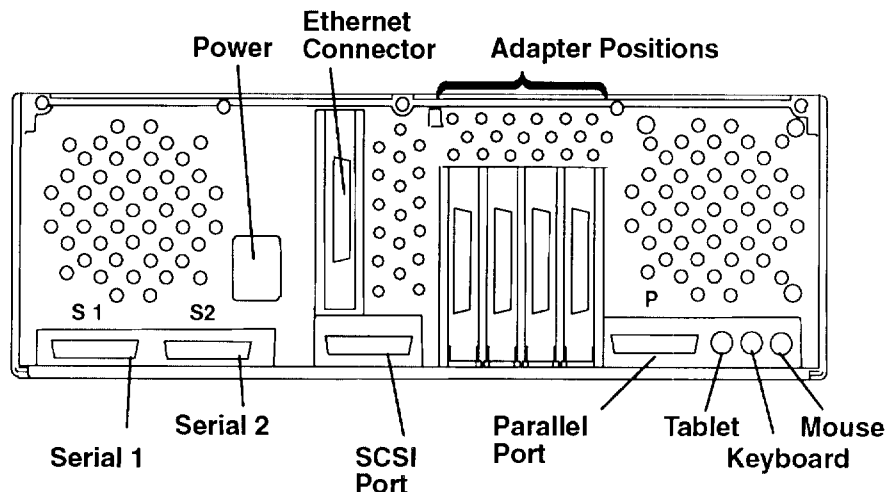 Ethernet
Connector
Power
Adapter Positions
S 1
S2
P
Serial 1
Serial 2
SCSI
Port
Parallel
Port
Tablet
Keyboard
Mouse